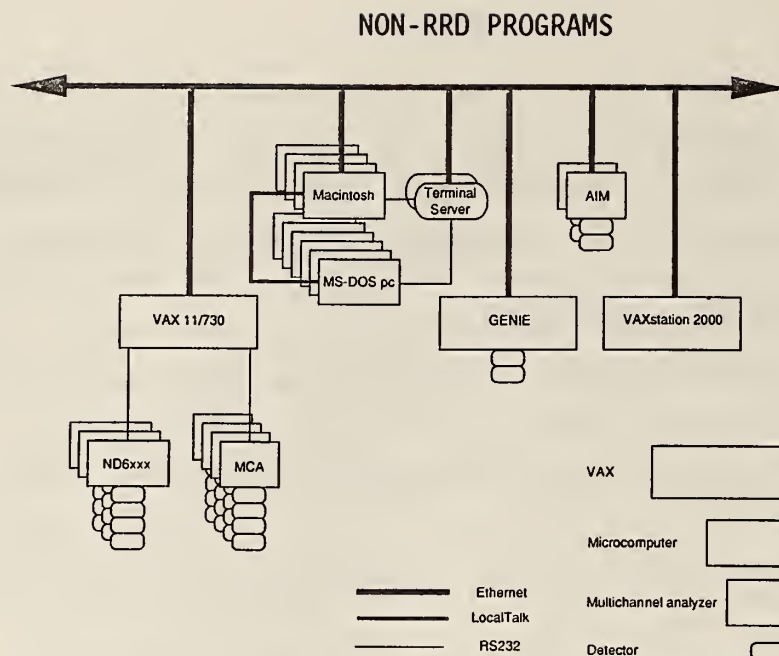 NON-RRD PROGRAMS
Macintosh
Terminal
Server
AIM
MS-DOS pc
VAX 11/730
GENIE
VAXstation 2000
ND6xxx
MCA
VAX
Microcomputer
Ethernet
Multichannel analyzer
LocalTalk
RS232
Detector